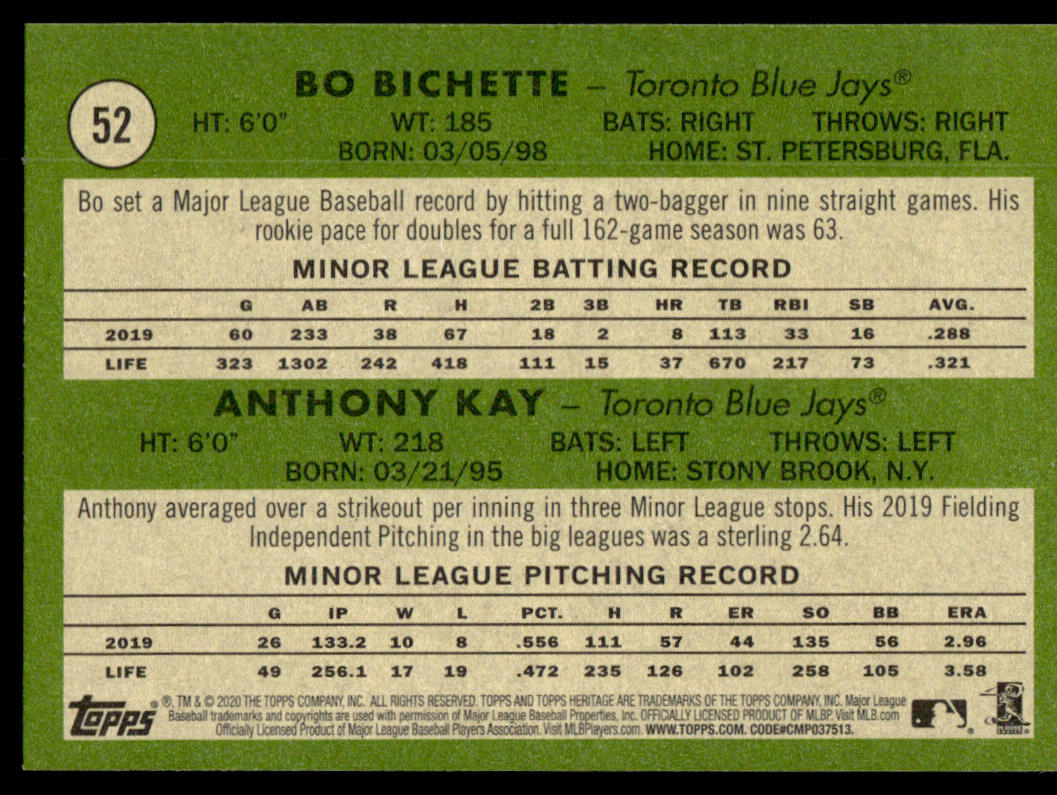 52
BO BICHETTE – Toronto Blue Jays®
HT: 6'0" WT: 185 BATS: RIGHT THROWS: RIGHT
BORN: 03/05/98 HOME: ST. PETERSBURG, FLA.
Bo set a Major League Baseball record by hitting a two-bagger in nine straight games. His
rookie pace for doubles for a full 162-game season was 63.
MINOR LEAGUE BATTING RECORD
G AB R H 2B 3B HR TB RBI SB AVG.
2019 60 233 38 67 18 2 8 113 33 16 .288
LIFE 323 1302 242 418 111 15 37 670 217 73 .321
ANTHONY KAY – Toronto Blue Jays®
HT: 6'0" WT: 218 BATS: LEFT THROWS: LEFT
BORN: 03/21/95 HOME: STONY BROOK, N.Y.
Anthony averaged over a strikeout per inning in three Minor League stops. His 2019 Fielding
Independent Pitching in the big leagues was a sterling 2.64.
MINOR LEAGUE PITCHING RECORD
G IP W L PCT. H R ER SO BB ERA
2019 26 133.2 10 8 .556 111 57 44 135 56 2.96
LIFE 49 256.1 17 19 .472 235 126 102 258 105 3.58
topps
®, TM & © 2020 THE TOPPS COMPANY, INC. ALL RIGHTS RESERVED. TOPPS AND TOPPS HERITAGE ARE TRADEMARKS OF THE TOPPS COMPANY, INC. Major League
Baseball trademarks and copyrights are used with permission of Major League Baseball Properties, Inc. OFFICIALLY LICENSED PRODUCT OF MLBP. Visit MLB.com
Officially Licensed Product of Major League Baseball Players Association. Visit MLBPlayers.com. WWW.TOPPS.COM. CODE#CMP037513.